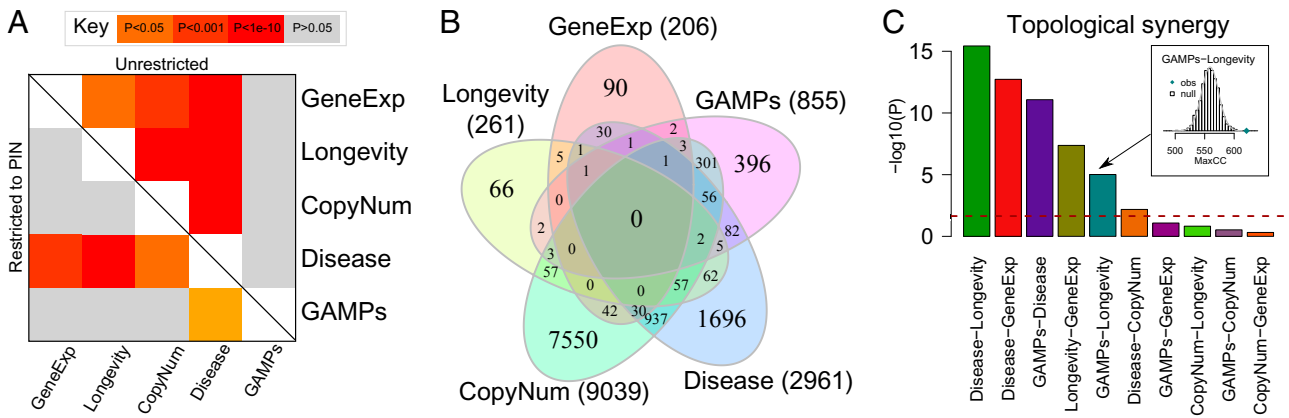 A
Key
P<0.05 P<0.001 P<1e-10 P>0.05
Unrestricted
Restricted to PIN
GeneExp
Longevity
CopyNum
Disease
GAMPs
GeneExp Longevity CopyNum Disease GAMPs
B
GeneExp (206)
Longevity
(261)
GAMPs (855)
90
30 2
1 1 3
5 1 301 396
1
66 0 56
0
2 2 82
0 5
3
57 62
0 0 57
42 30 937
7550 1696
CopyNum (9039)
Disease (2961)
C
Topological synergy
-log10(P)
15
10
5
0
GAMPs-Longevity
obs
null
500 550 600
MaxCC
Disease-Longevity
Disease-GeneExp
GAMPs-Disease
Longevity-GeneExp
GAMPs-Longevity
Disease-CopyNum
GAMPs-GeneExp
CopyNum-Longevity
GAMPs-CopyNum
CopyNum-GeneExp